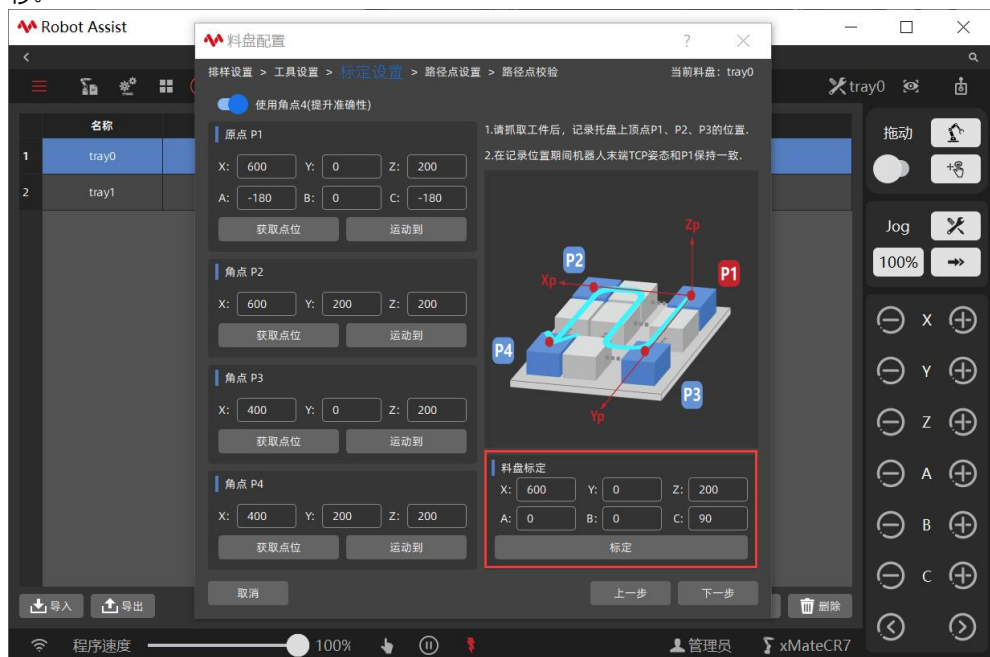 Robot Assist
料盘配置
?
排样设置 > 工具设置 > 标定设置 > 路径点设置 > 路径点校验 当前料盘：tray0
tray0
使用角点4(提升准确性)
名称
1 tray0
2 tray1
原点 P1
X: 600 Y: 0 Z: 200
A: -180 B: 0 C: -180
获取点位 运动到
角点 P2
X: 600 Y: 200 Z: 200
获取点位 运动到
角点 P3
X: 400 Y: 0 Z: 200
获取点位 运动到
角点 P4
X: 400 Y: 200 Z: 200
获取点位 运动到
1.请抓取工件后，记录托盘上顶点P1、P2、P3的位置.
2.在记录位置期间机器人末端TCP姿态和P1保持一致.
Zp
P2
P1
Xp
P4
P3
Yp
料盘标定
X: 600 Y: 0 Z: 200
A: 0 B: 0 C: 90
标定
取消 上一步 下一步
拖动
Jog
100%
X
Y
Z
A
B
C
导入 导出 删除
程序速度 100% 管理员 xMateCR7